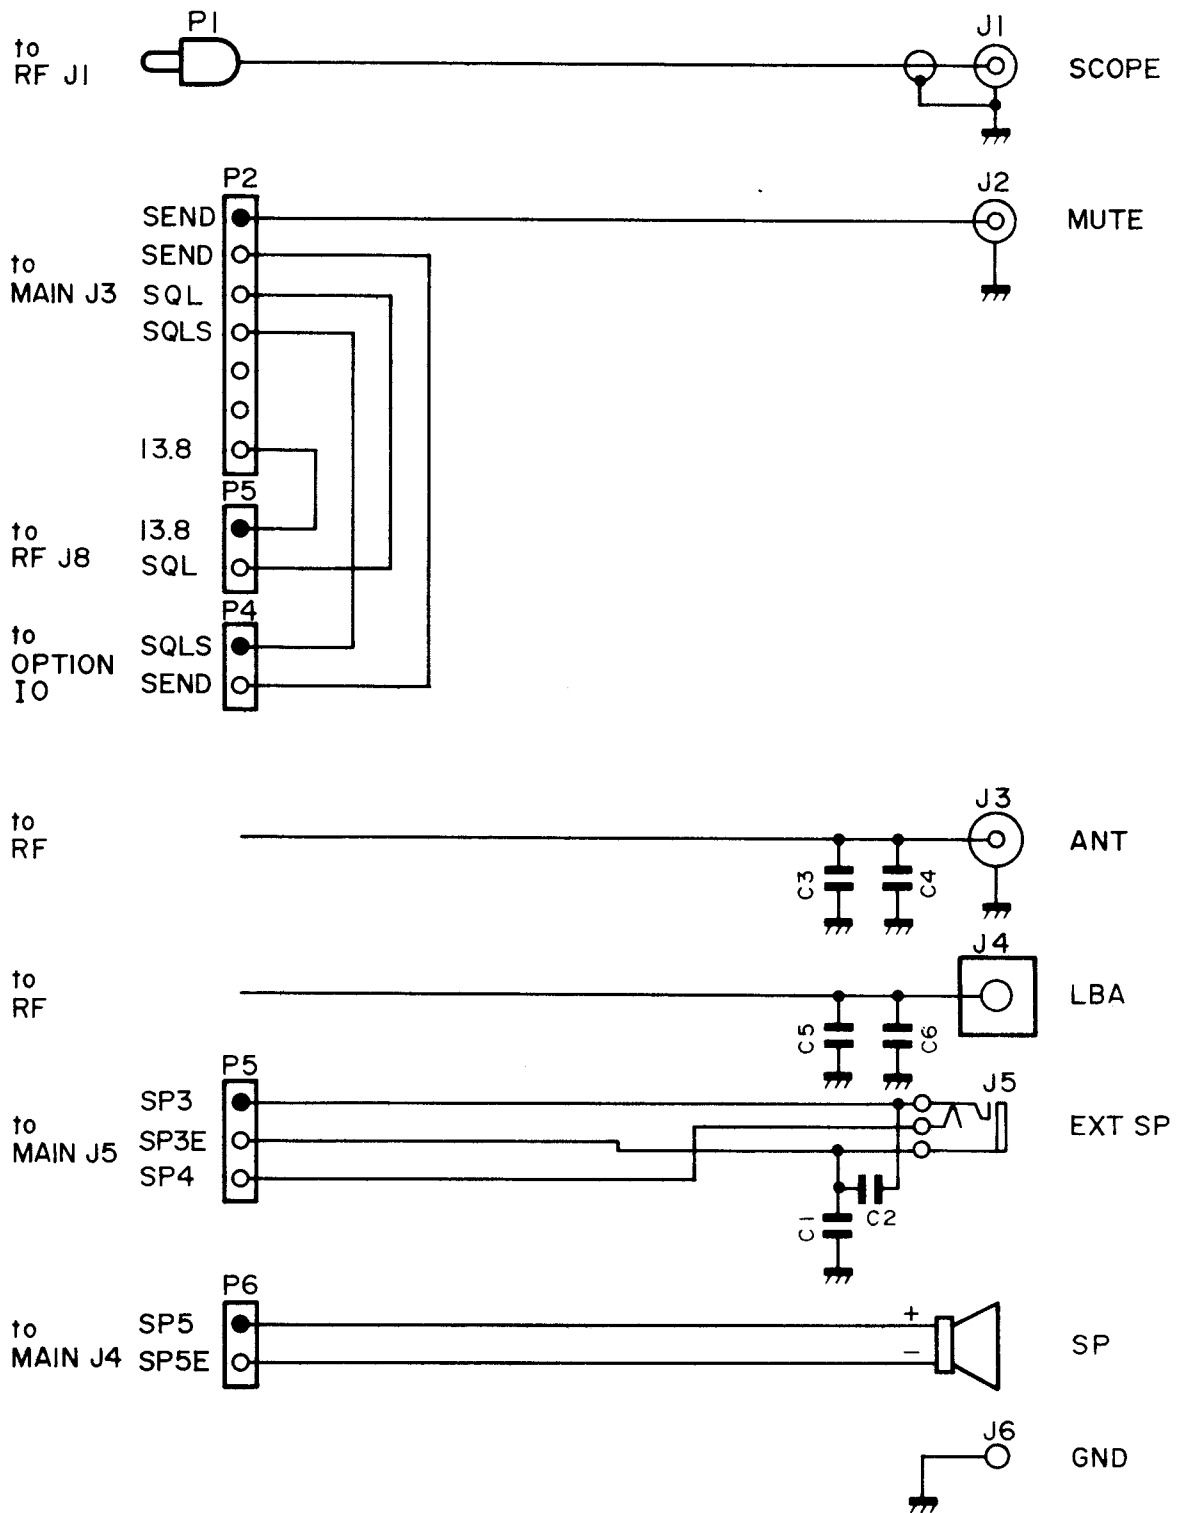 P1
J1
to
RF J1
SCOPE
P2
J2
SEND
MUTE
SEND
to
MAIN J3
SQL
SQLS
13.8
P5
to
RF J8
13.8
SQL
P4
to
OPTION
IO
SQLS
SEND
to
RF
J3
ANT
C3
C4
to
RF
J4
LBA
C5
C6
P5
J5
SP3
to
MAIN J5
SP3E
EXT SP
SP4
C2
C1
P6
SP5
+
to
MAIN J4
SP5E
−
SP
J6
GND